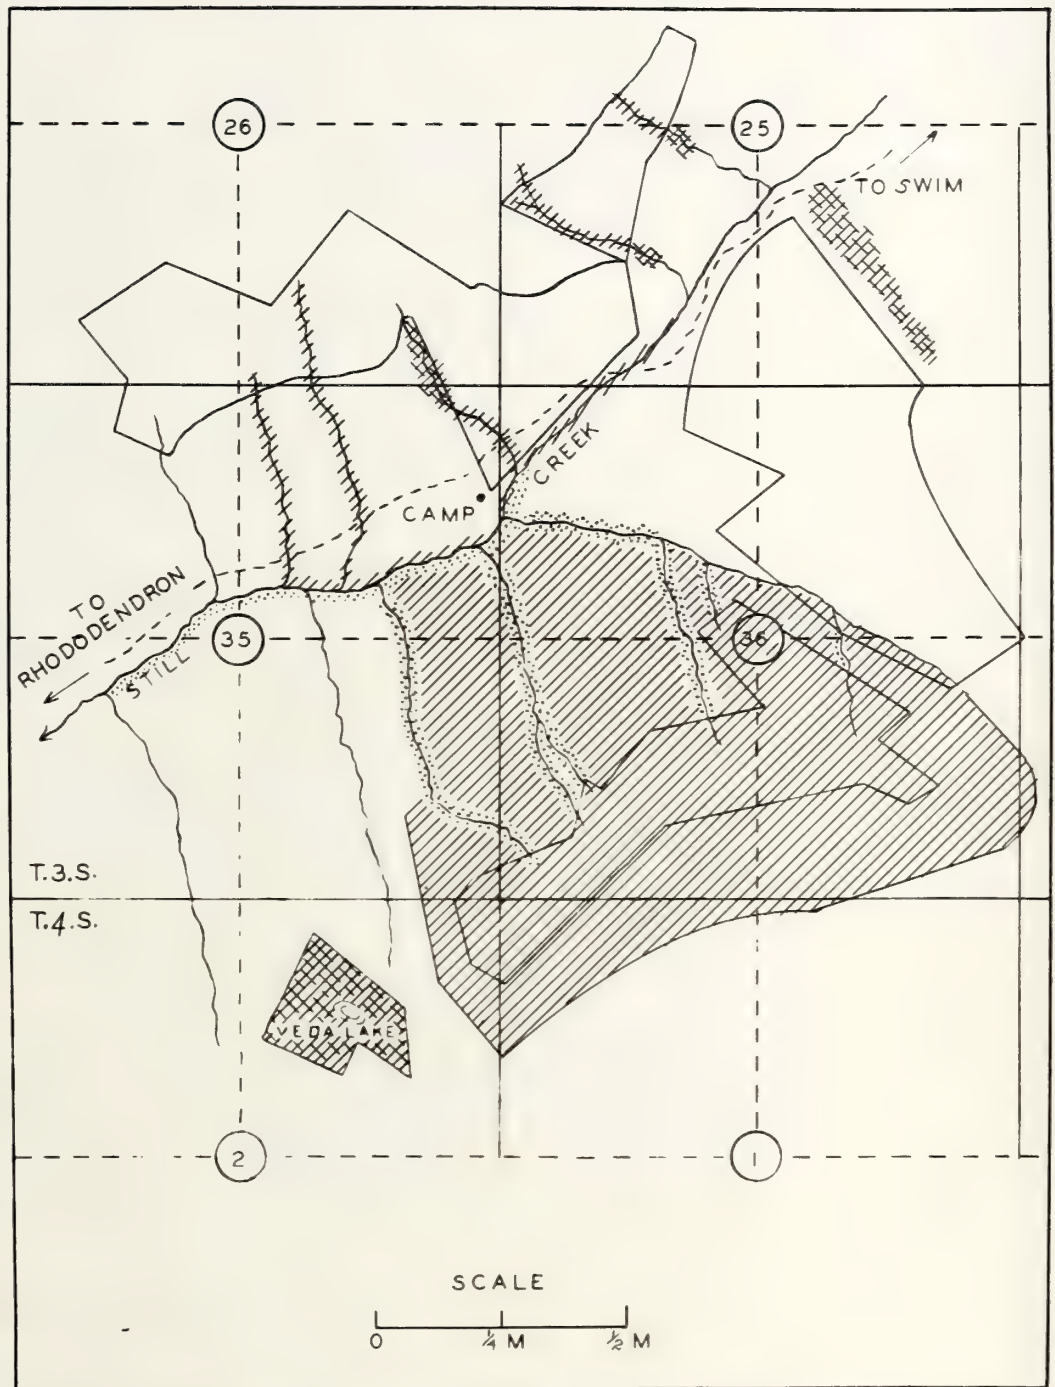 26
25
TO SWIM
CREEK
CAMP
TO
RHODODENDRON
STILL
35
36
T.3.S.
T.4.S.
VEDA LAKE
2
1
SCALE
0 1/4 M 1/2 M